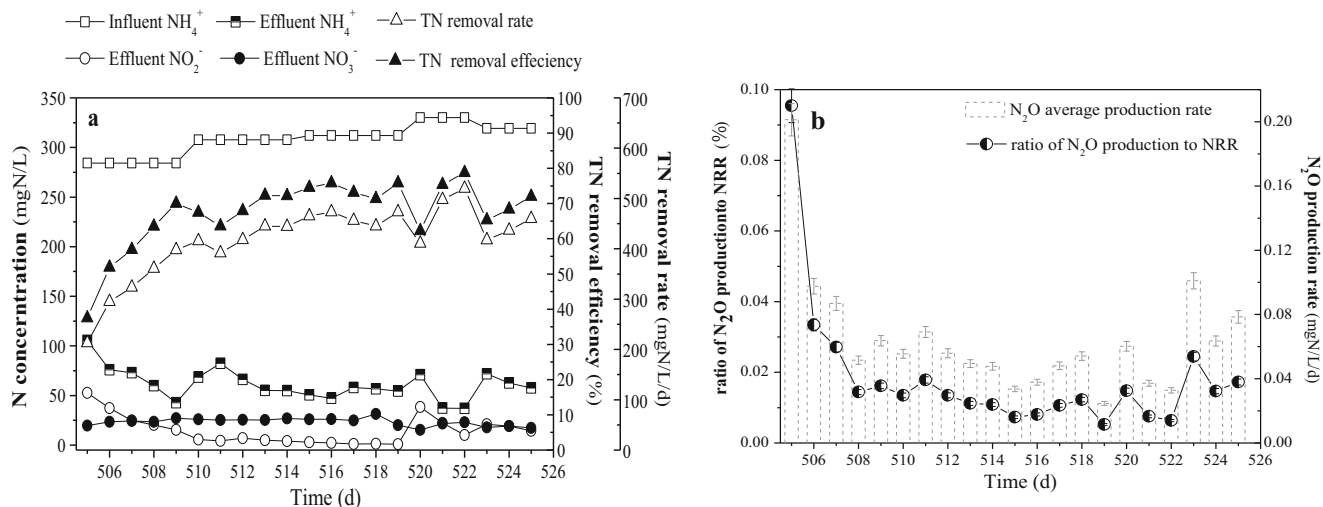 Influent NH4+ Effluent NH4+ TN removal rate
Effluent NO2- Effluent NO3- TN removal effeciency
a
N concerntration (mgN/L)
350
300
250
200
150
100
50
0
506 508 510 512 514 516 518 520 522 524 526
Time (d)
100
90
80
70
60
50
40
30
20
10
0
TN removal efficiency
(%)
700
600
500
400
300
200
100
0
TN removal rate (mgN/L/d)
b
N2O average production rate
ratio of N2O production to NRR
ratio of N2O productionto NRR (%)
0.10
0.08
0.06
0.04
0.02
0.00
506 508 510 512 514 516 518 520 522 524 526
Time (d)
0.20
0.16
0.12
0.08
0.04
0.00
N2O production
rate (mgN/L/d)